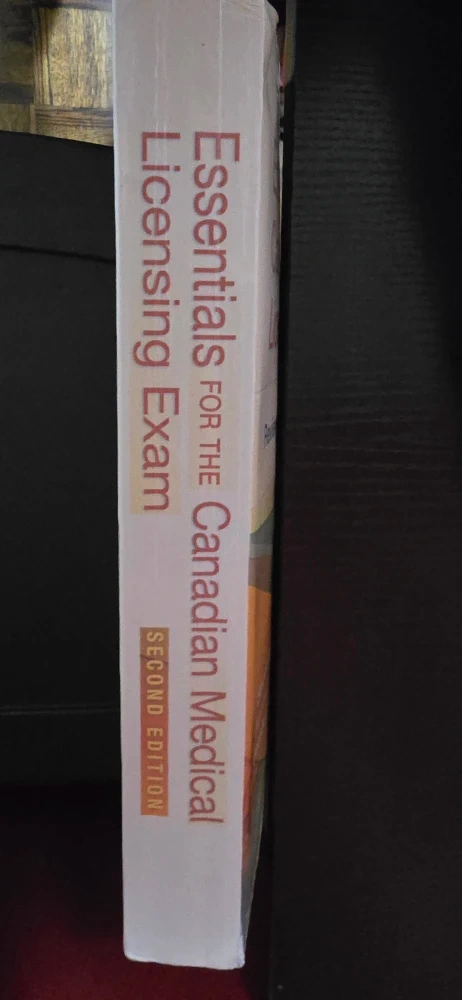 Essentials FOR THE Canadian Medical
Licensing Exam
SECOND EDITION